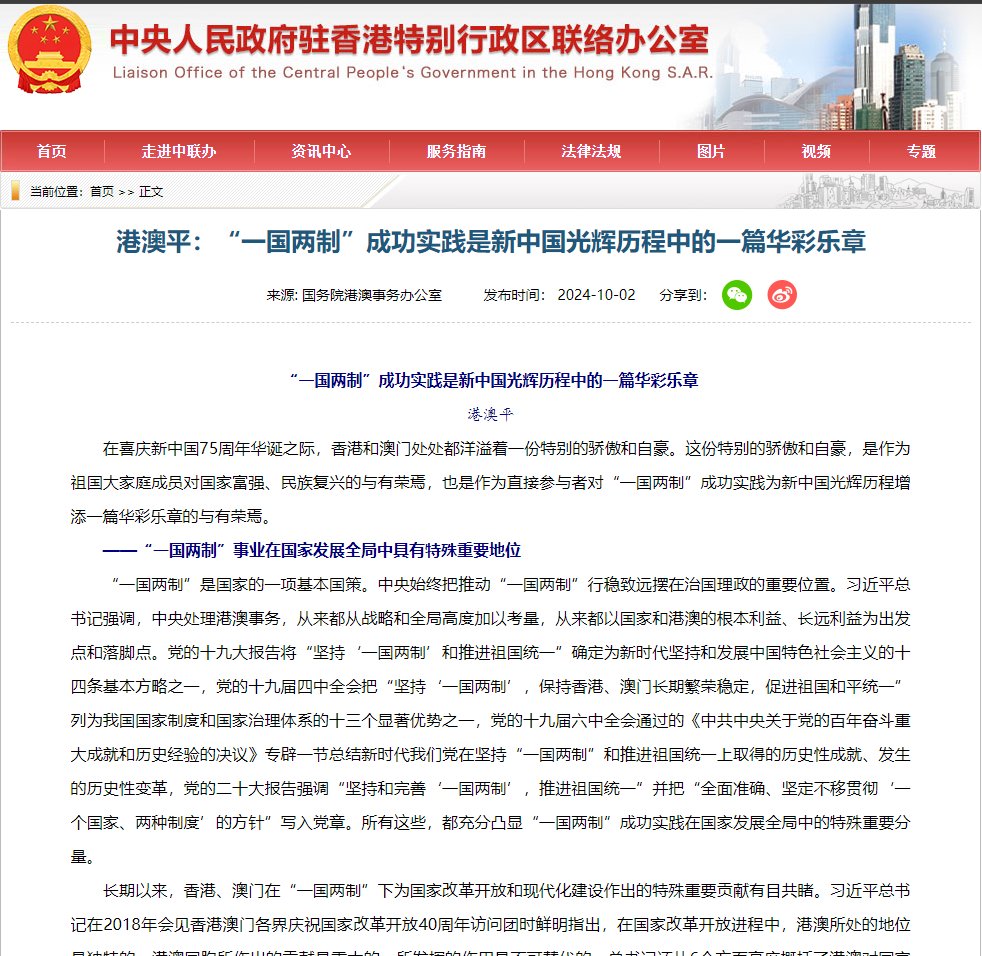 中央人民政府驻香港特别行政区联络办公室
Liaison Office of the Central People's Government in the Hong Kong S.A.R.
首页 走进中联办 资讯中心 服务指南 法律法规 图片 视频 专题
当前位置：首页 >> 正文
港澳平：“一国两制”成功实践是新中国光辉历程中的一篇华彩乐章
来源: 国务院港澳事务办公室 发布时间： 2024-10-02 分享到：
“一国两制”成功实践是新中国光辉历程中的一篇华彩乐章
港澳平
在喜庆新中国75周年华诞之际，香港和澳门处处都洋溢着一份特别的骄傲和自豪。这份特别的骄傲和自豪，是作为
祖国大家庭成员对国家富强、民族复兴的与有荣焉，也是作为直接参与者对“一国两制”成功实践为新中国光辉历程增
添一篇华彩乐章的与有荣焉。
——“一国两制”事业在国家发展全局中具有特殊重要地位
“一国两制”是国家的一项基本国策。中央始终把推动“一国两制”行稳致远摆在治国理政的重要位置。习近平总
书记强调，中央处理港澳事务，从来都从战略和全局高度加以考量，从来都以国家和港澳的根本利益、长远利益为出发
点和落脚点。党的十九大报告将“坚持‘一国两制’和推进祖国统一”确定为新时代坚持和发展中国特色社会主义的十
四条基本方略之一，党的十九届四中全会把“坚持‘一国两制’，保持香港、澳门长期繁荣稳定，促进祖国和平统一”
列为我国国家制度和国家治理体系的十三个显著优势之一，党的十九届六中全会通过的《中共中央关于党的百年奋斗重
大成就和历史经验的决议》专辟一节总结新时代我们党在坚持“一国两制”和推进祖国统一上取得的历史性成就、发生
的历史性变革，党的二十大报告强调“坚持和完善‘一国两制’，推进祖国统一”并把“全面准确、坚定不移贯彻‘一
个国家、两种制度’的方针”写入党章。所有这些，都充分凸显“一国两制”成功实践在国家发展全局中的特殊重要分
量。
长期以来，香港、澳门在“一国两制”下为国家改革开放和现代化建设作出的特殊重要贡献有目共睹。习近平总书
记在2018年会见香港澳门各界庆祝国家改革开放40周年访问团时鲜明指出，在国家改革开放进程中，港澳所处的地位